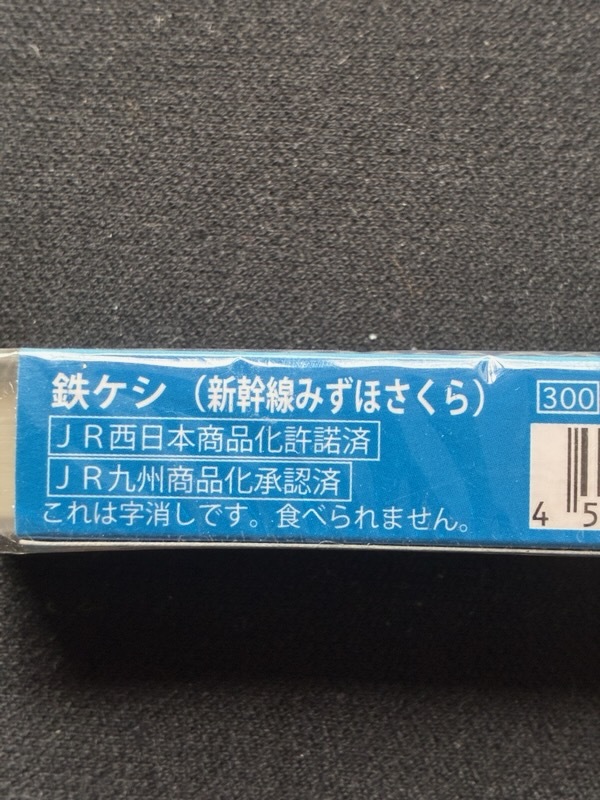 鉄ケシ（新幹線みずほさくら）
300
ＪＲ西日本商品化許諾済
ＪＲ九州商品化承認済
これは字消しです。食べられません。
4 5